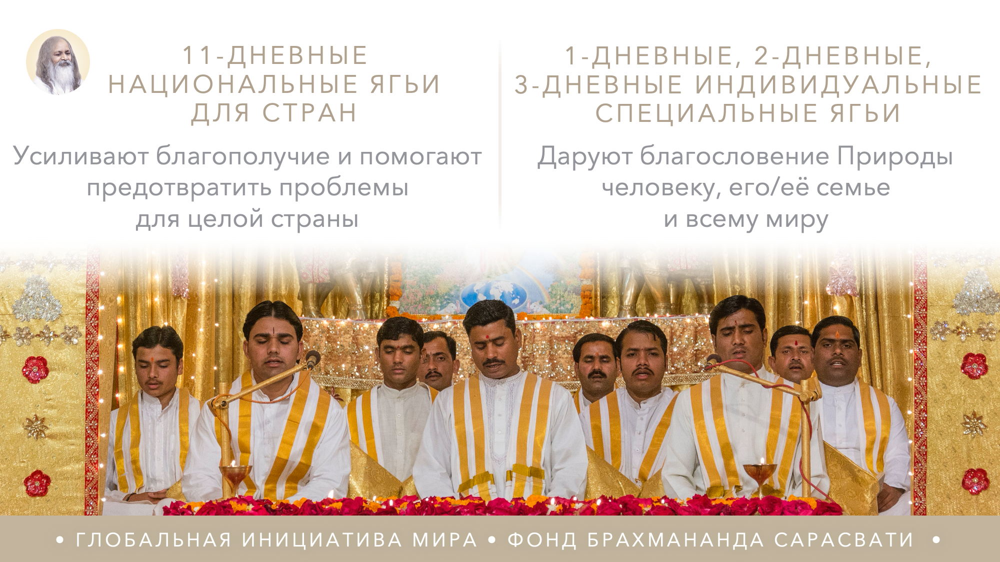 11-ДНЕВНЫЕ
НАЦИОНАЛЬНЫЕ ЯГЬИ
ДЛЯ СТРАН
Усиливают благополучие и помогают
предотвратить проблемы
для целой страны
1-ДНЕВНЫЕ, 2-ДНЕВНЫЕ,
3-ДНЕВНЫЕ ИНДИВИДУАЛЬНЫЕ
СПЕЦИАЛЬНЫЕ ЯГЬИ
Даруют благословение Природы
человеку, его/её семье
и всему миру
• ГЛОБАЛЬНАЯ ИНИЦИАТИВА МИРА • ФОНД БРАХМАНАНДА САРАСВАТИ •